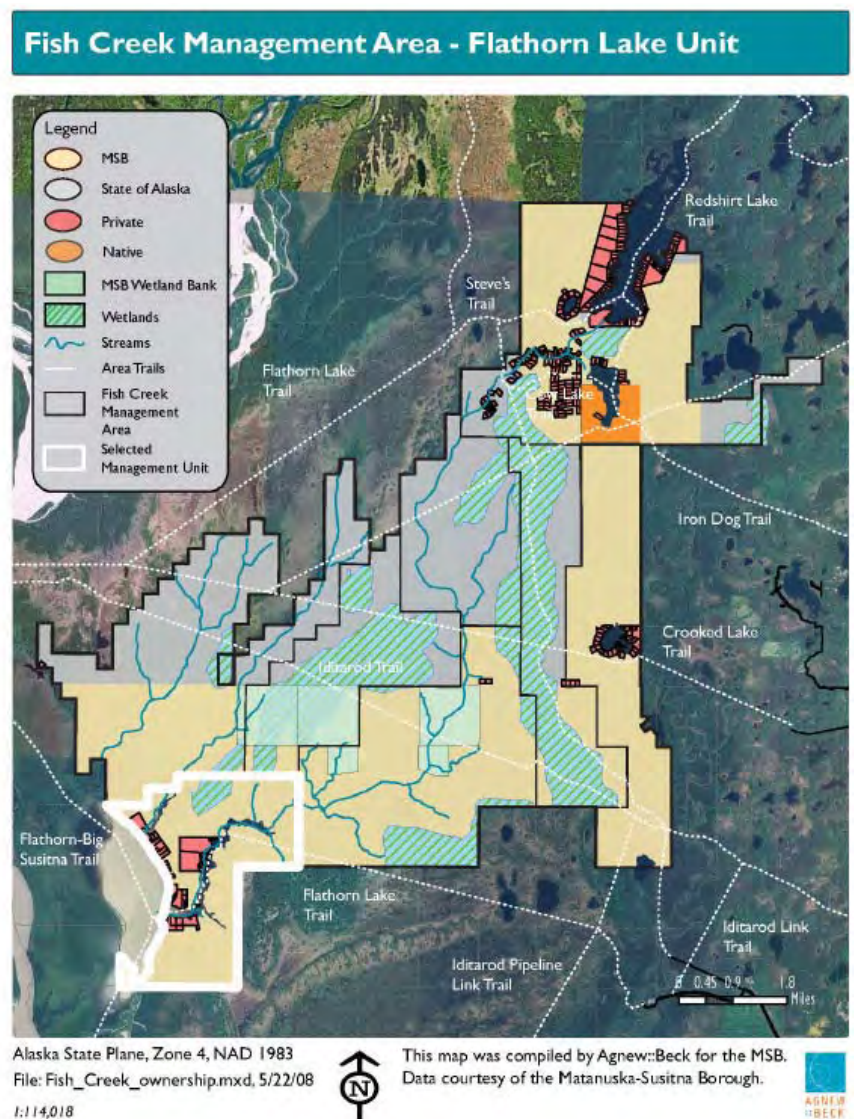 Fish Creek Management Area - Flathorn Lake Unit
Legend
MSB
State of Alaska
Private
Native
MSB Wetland Bank
Wetlands
Streams
Area Trails
Fish Creek
Management
Area
Selected
Management Unit
Redshirt Lake
Trail
Steve's
Trail
Flathorn Lake
Trail
Lake
Iron Dog Trail
Crooked Lake
Trail
Iditarod Trail
Flathorn-Big
Susitna Trail
Flathorn Lake
Trail
Iditarod Pipeline
Link Trail
Iditarod Link
Trail
0.45 0.9 1.8
Miles
Alaska State Plane, Zone 4, NAD 1983
File: Fish_Creek_ownership.mxd, 5/22/08
1:114,018
N
This map was compiled by Agnew::Beck for the MSB.
Data courtesy of the Matanuska-Susitna Borough.
AGNEW
::BECK